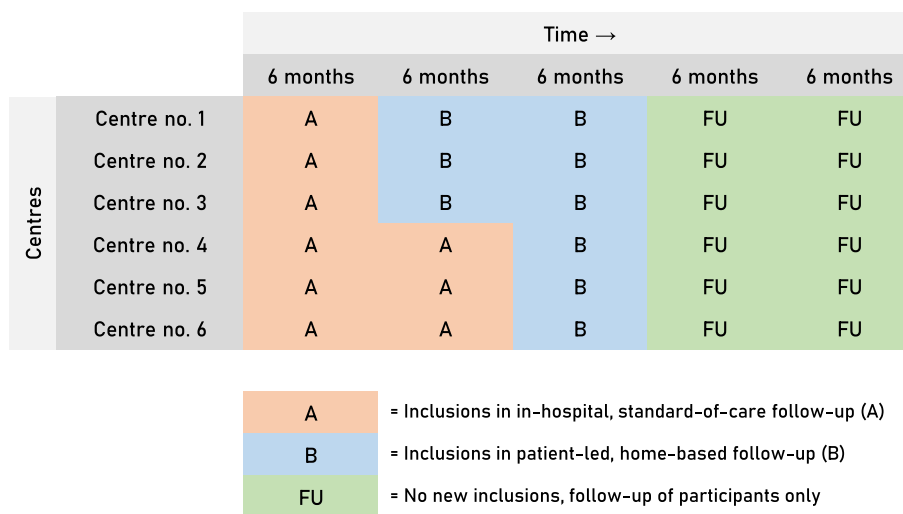 Time →
6 months 6 months 6 months 6 months 6 months
Centres
Centre no. 1 A B B FU FU
Centre no. 2 A B B FU FU
Centre no. 3 A B B FU FU
Centre no. 4 A A B FU FU
Centre no. 5 A A B FU FU
Centre no. 6 A A B FU FU
A = Inclusions in in-hospital, standard-of-care follow-up (A)
B = Inclusions in patient-led, home-based follow-up (B)
FU = No new inclusions, follow-up of participants only